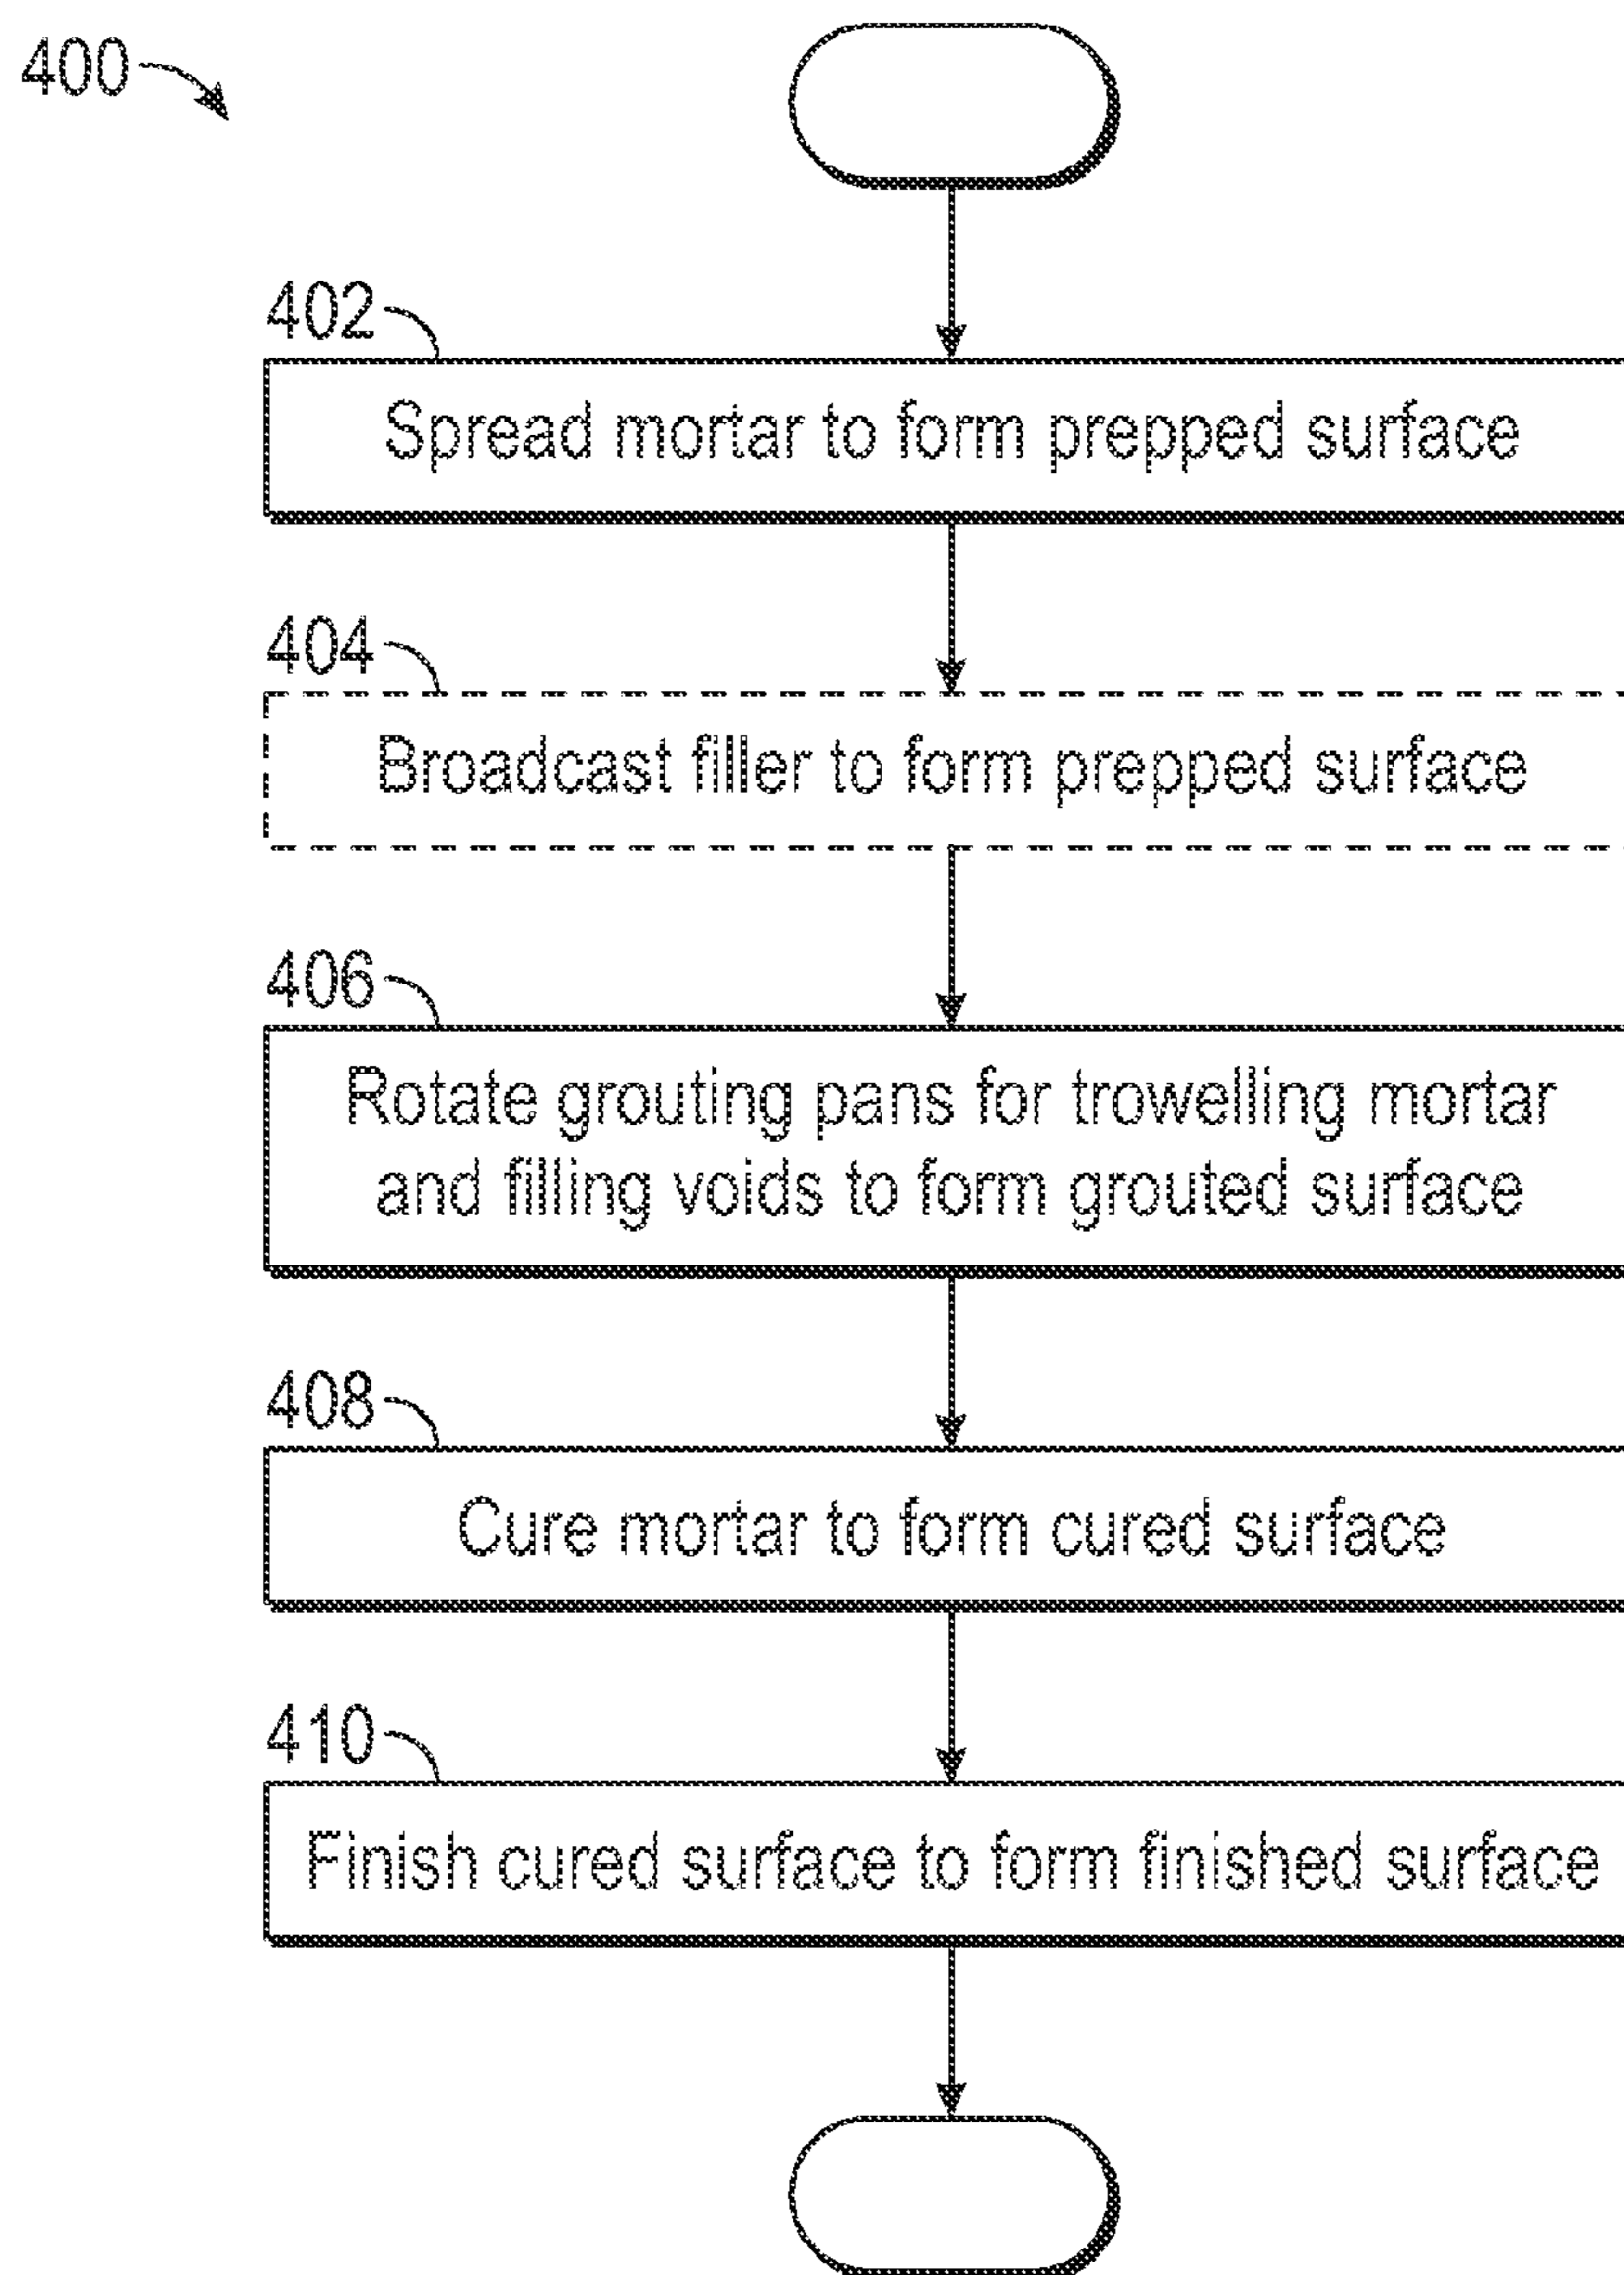 400
402
Spread mortar to form prepped surface
404
Broadcast filler to form prepped surface
406
Rotate grouting pans for trowelling mortar
and filling voids to form grouted surface
408
Cure mortar to form cured surface
410
Finish cured surface to form finished surface